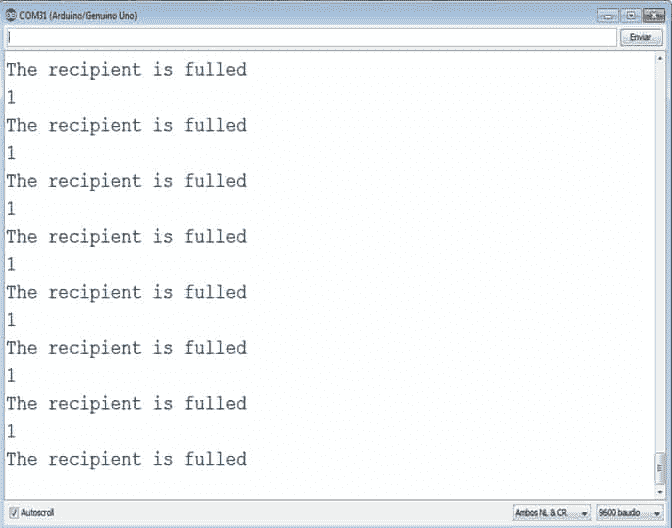 COM31 (Arduino/Genuino Uno)
Enviar
The recipient is fulled
1
The recipient is fulled
1
The recipient is fulled
1
The recipient is fulled
1
The recipient is fulled
1
The recipient is fulled
1
The recipient is fulled
1
The recipient is fulled
Autoscroll
Ambos NL & CR
9600 baudio